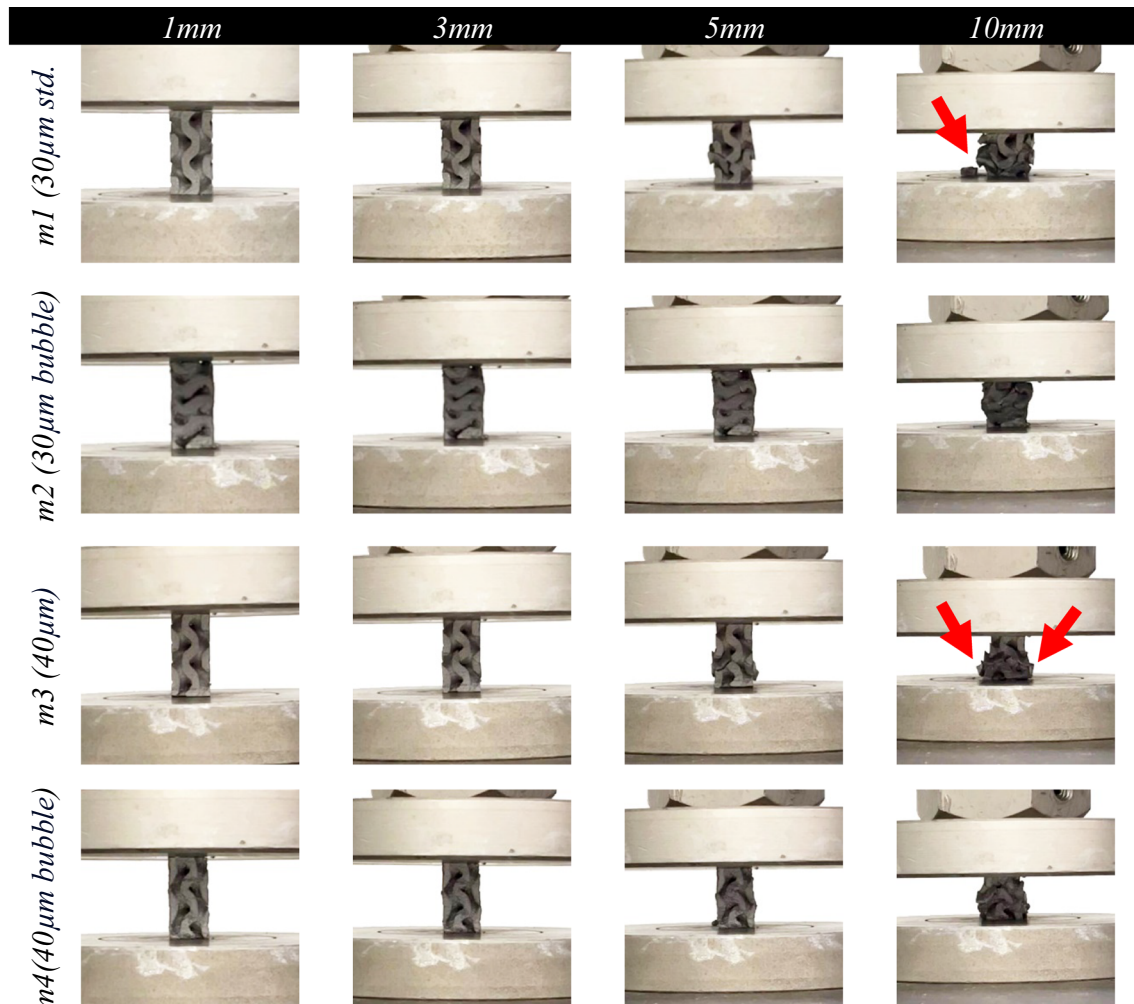 1mm 3mm 5mm 10mm
m1 (30μm std.
m2 (30μm bubble)
m3 (40μm)
m4(40μm bubble)